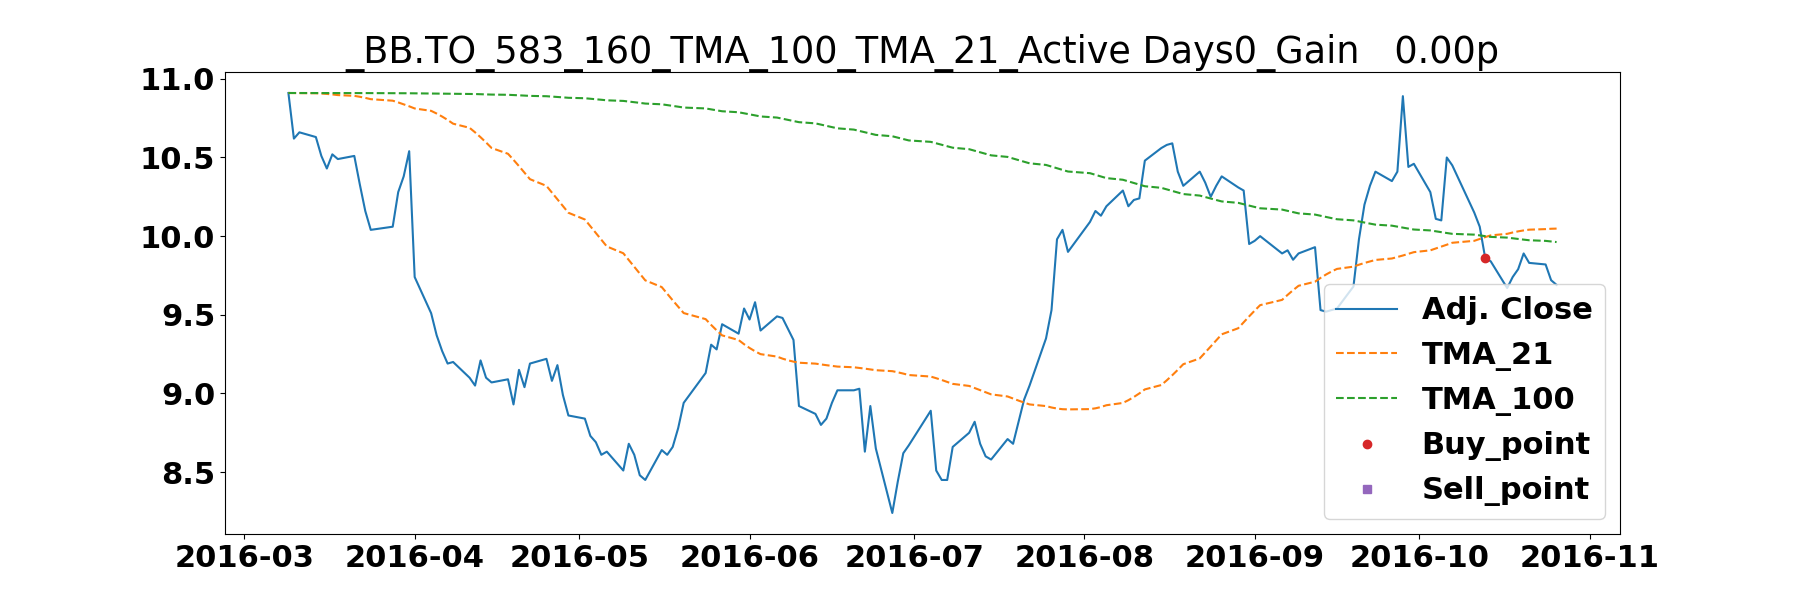 _BB.TO_583_160_TMA_100_TMA_21_Active Days0_Gain   0.00p
11.0
10.5
10.0
9.5
9.0
8.5
Adj. Close
TMA_21
TMA_100
Buy_point
Sell_point
2016-03 2016-04 2016-05 2016-06 2016-07 2016-08 2016-09 2016-10 2016-11